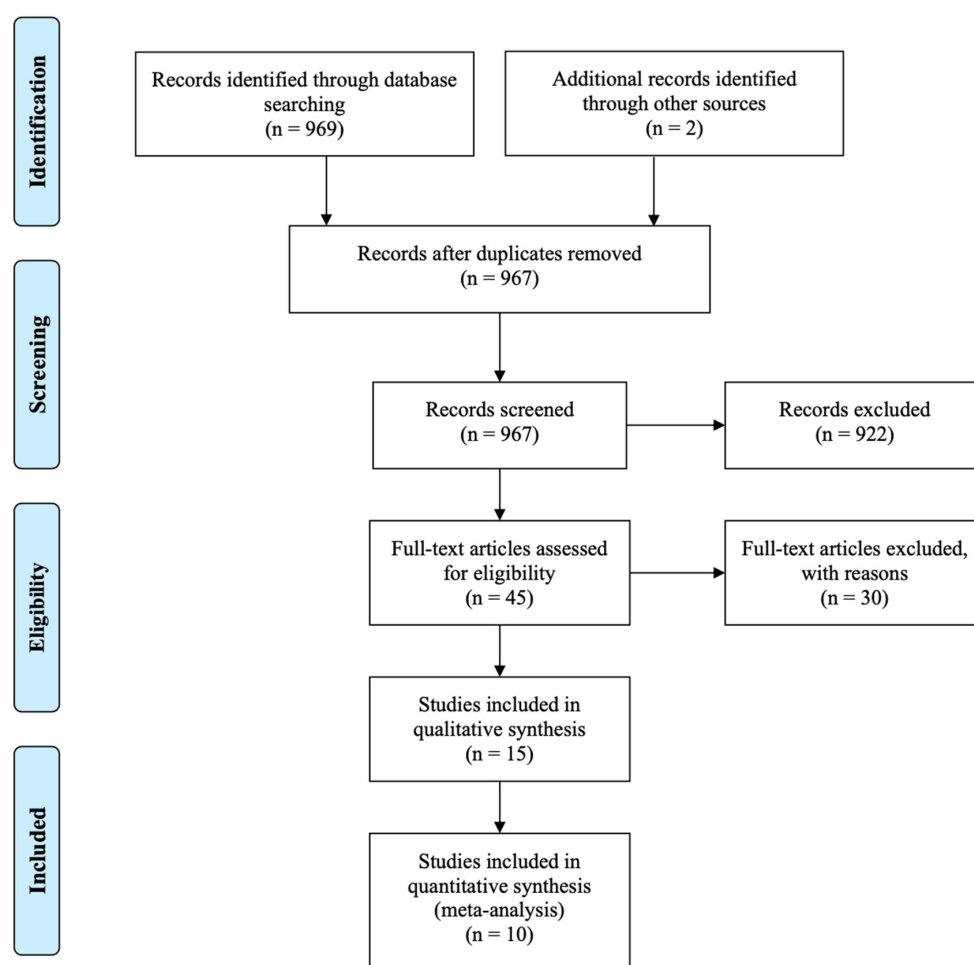 Identification
Records identified through database
searching
(n = 969)
Additional records identified
through other sources
(n = 2)
Records after duplicates removed
(n = 967)
Screening
Records screened
(n = 967)
Records excluded
(n = 922)
Eligibility
Full-text articles assessed
for eligibility
(n = 45)
Full-text articles excluded,
with reasons
(n = 30)
Studies included in
qualitative synthesis
(n = 15)
Included
Studies included in
quantitative synthesis
(meta-analysis)
(n = 10)